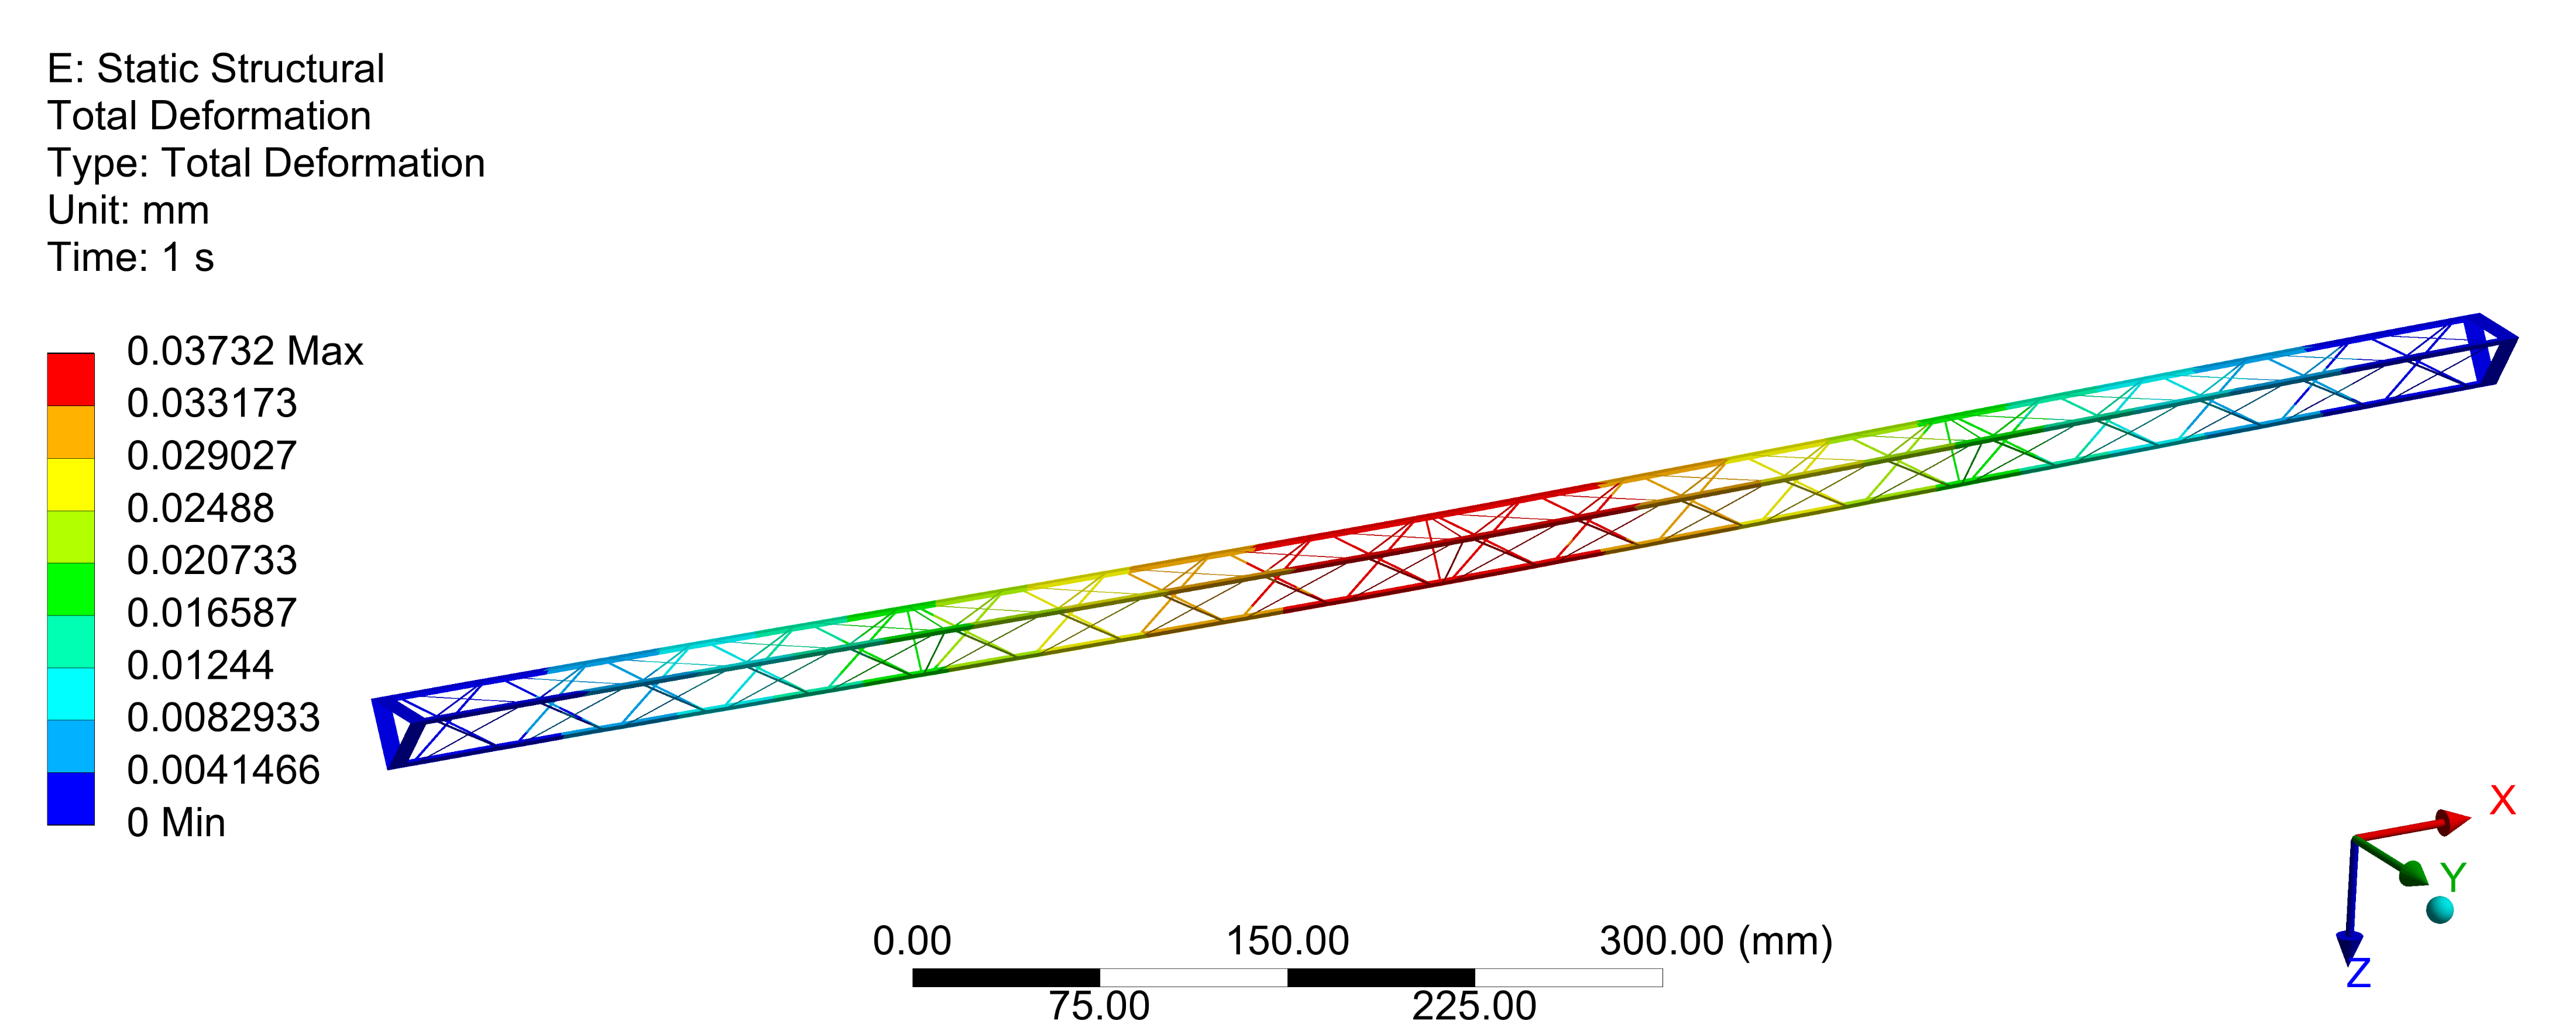 E: Static Structural
Total Deformation
Type: Total Deformation
Unit: mm
Time: 1 s
0.03732 Max
0.033173
0.029027
0.02488
0.020733
0.016587
0.01244
0.0082933
0.0041466
0 Min
0.00 150.00 300.00 (mm)
75.00 225.00
X
Y
Z